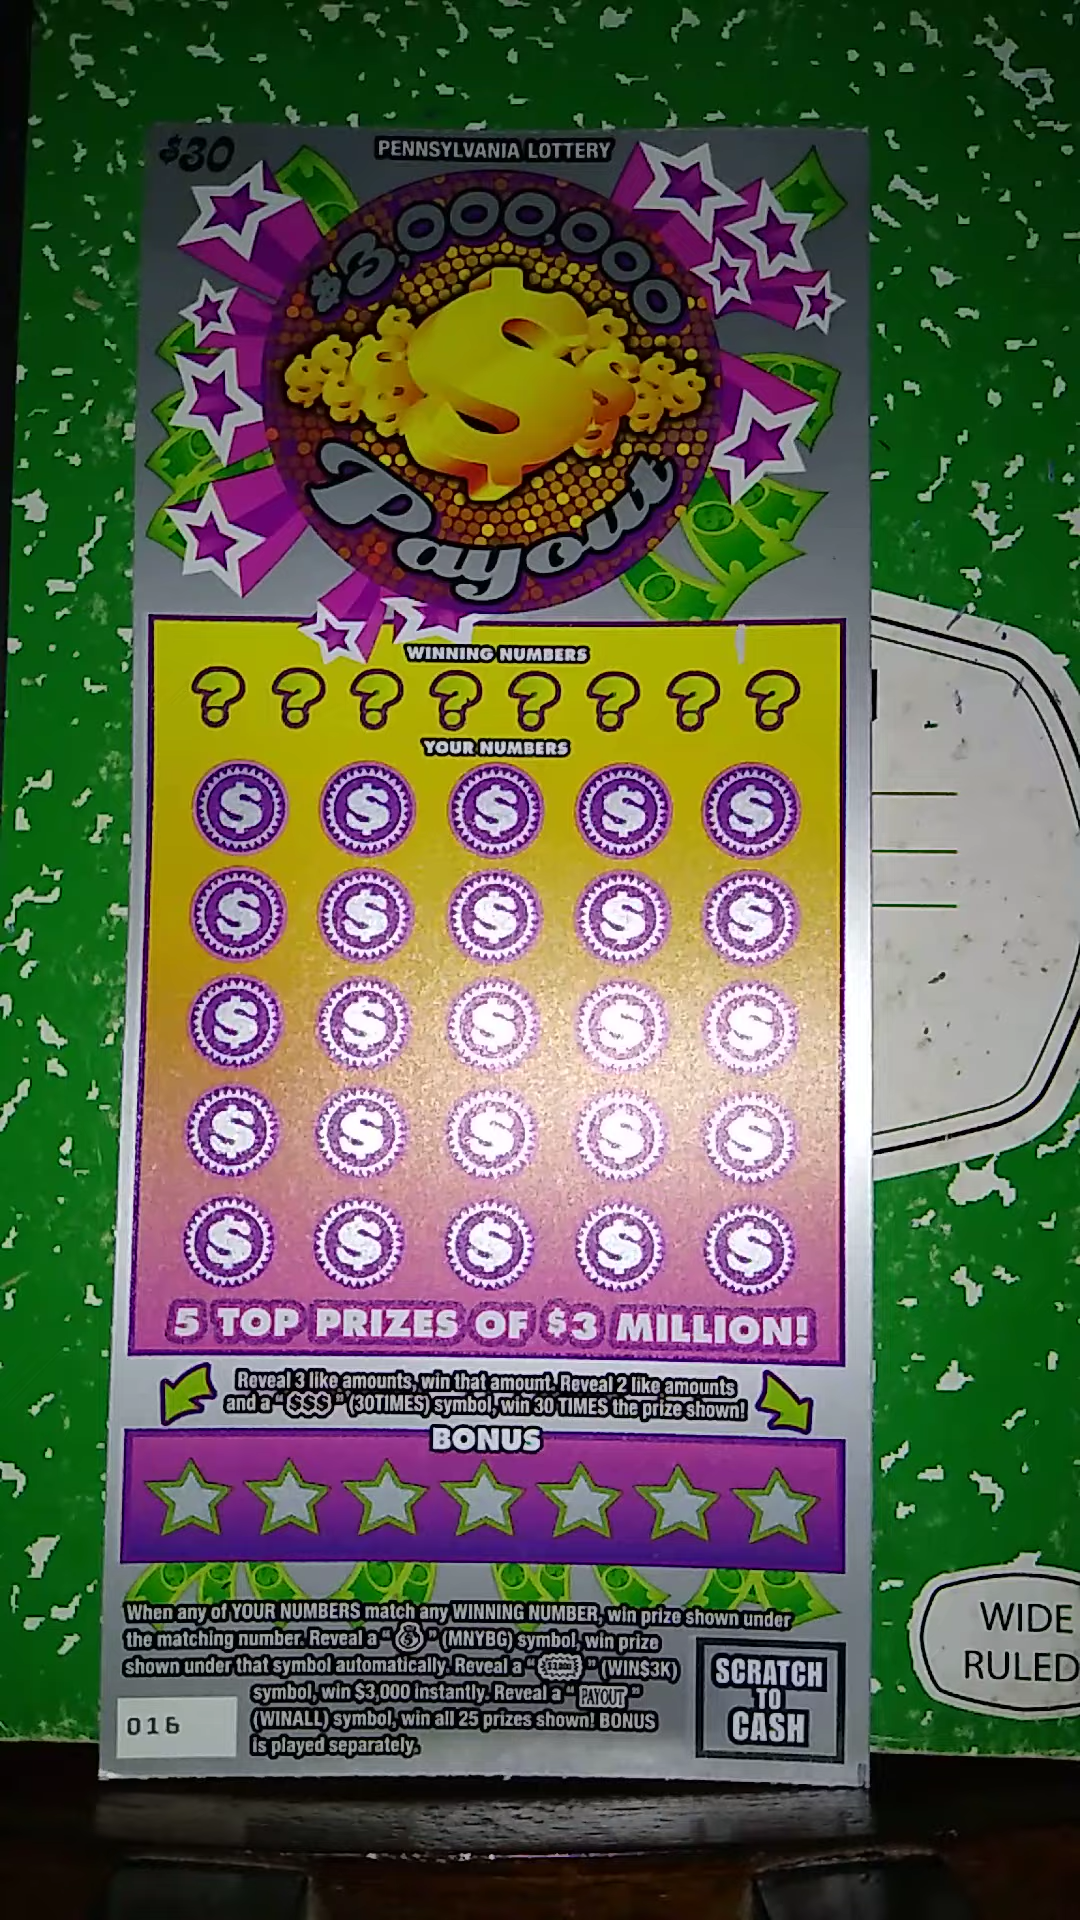 $30
PENNSYLVANIA LOTTERY
$3,000,000
Payout
WINNING NUMBERS
? ? ? ? ? ? ? ?
YOUR NUMBERS
$ $ $ $ $
$ $ $ $ $
$ $ $ $ $
$ $ $ $ $
$ $ $ $ $
5 TOP PRIZES OF $3 MILLION!
Reveal 3 like amounts, win that amount. Reveal 2 like amounts
and a "$$$" (30TIMES) symbol, win 30 TIMES the prize shown!
BONUS
When any of YOUR NUMBERS match any WINNING NUMBER, win prize shown under
the matching number. Reveal a " " (MNYBG) symbol, win prize
shown under that symbol automatically. Reveal a "$3,000" (WIN$3K)
symbol, win $3,000 instantly. Reveal a "PAYOUT"
(WINALL) symbol, win all 25 prizes shown! BONUS
is played separately.
016
SCRATCH
TO
CASH
WIDE
RULED